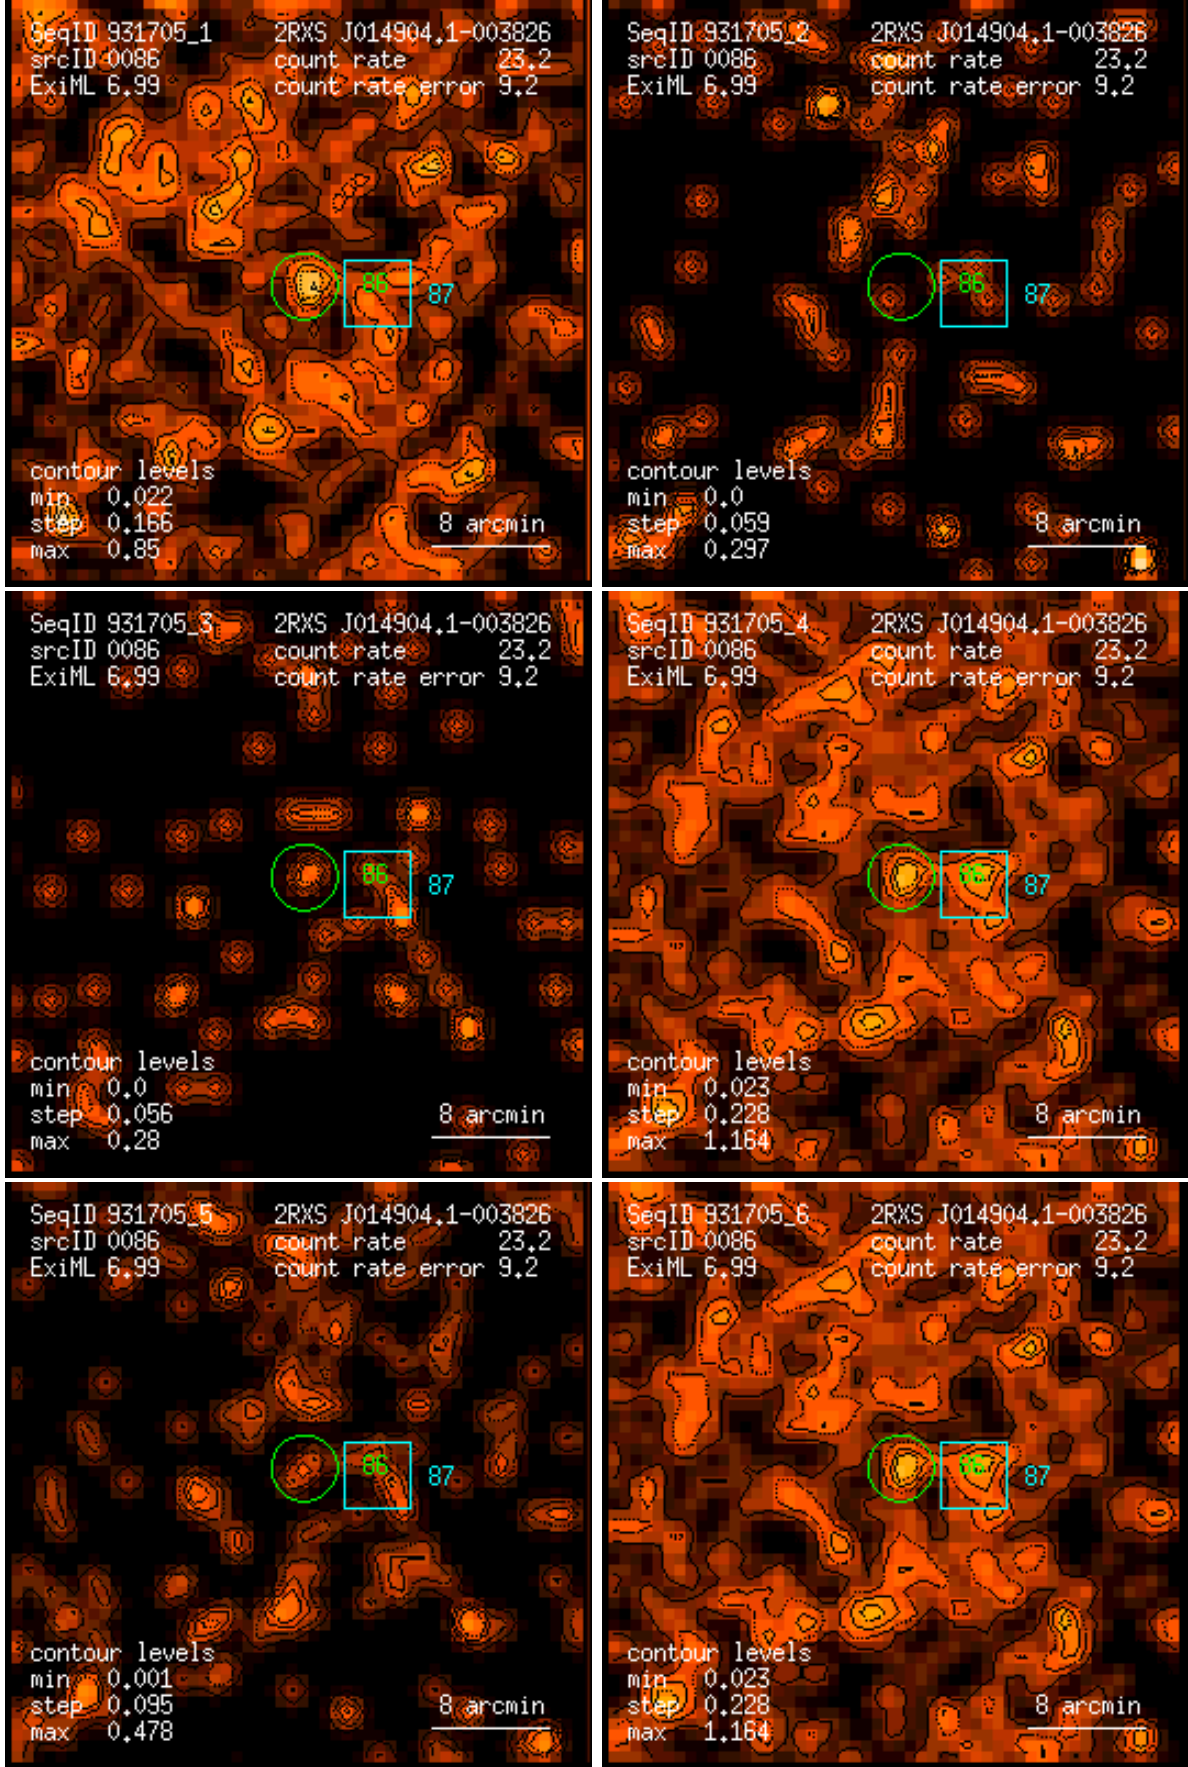 SeqID 931705_1 2RXS J014904.1-003826
srcID 0086 count rate 23.2
ExiML 6.99 count rate error 9.2
86
87
contour levels
min 0.022
step 0.166 8 arcmin
max 0.85
SeqID 931705_2 2RXS J014904.1-003826
srcID 0086 count rate 23.2
ExiML 6.99 count rate error 9.2
86
87
contour levels
min 0.0
step 0.059 8 arcmin
max 0.297
SeqID 931705_3 2RXS J014904.1-003826
srcID 0086 count rate 23.2
ExiML 6.99 count rate error 9.2
86
87
contour levels
min 0.0
step 0.056 8 arcmin
max 0.28
SeqID 931705_4 2RXS J014904.1-003826
srcID 0086 count rate 23.2
ExiML 6.99 count rate error 9.2
86
87
contour levels
min 0.023
step 0.228 8 arcmin
max 1.164
SeqID 931705_5 2RXS J014904.1-003826
srcID 0086 count rate 23.2
ExiML 6.99 count rate error 9.2
86
87
contour levels
min 0.001
step 0.095 8 arcmin
max 0.478
SeqID 931705_6 2RXS J014904.1-003826
srcID 0086 count rate 23.2
ExiML 6.99 count rate error 9.2
86
87
contour levels
min 0.023
step 0.228 8 arcmin
max 1.164